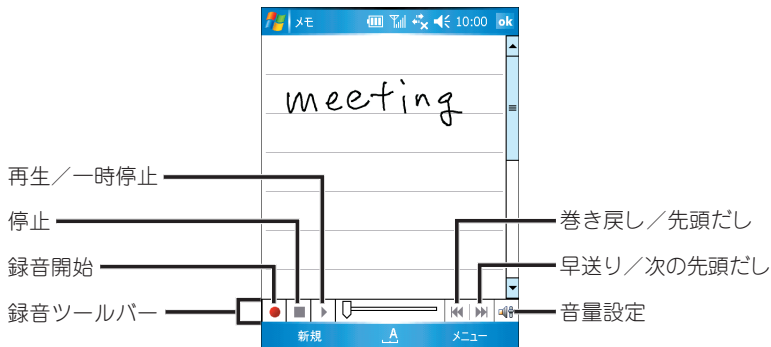 メモ 10:00 ok
meeting
再生／一時停止
停止
録音開始
録音ツールバー
巻き戻し／先頭だし
早送り／次の先頭だし
音量設定
新規 A メニュー